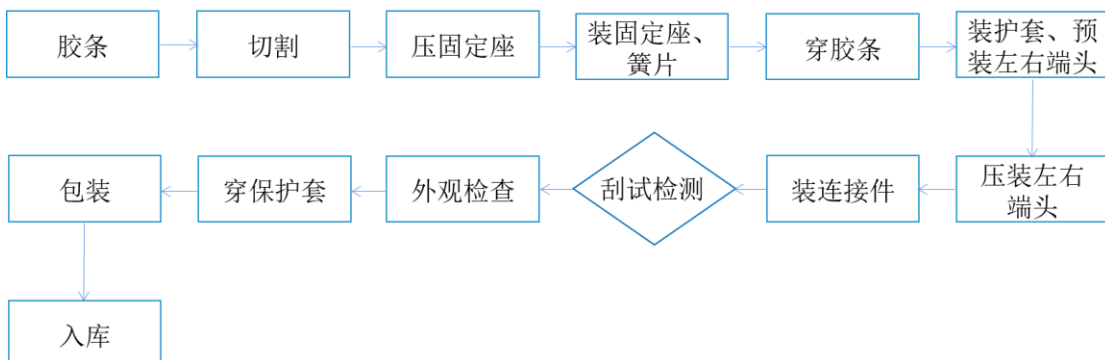 胶条
切割
压固定座
装固定座、
簧片
穿胶条
装护套、预
装左右端头
压装左右
端头
装连接件
刮试检测
外观检查
穿保护套
包装
入库